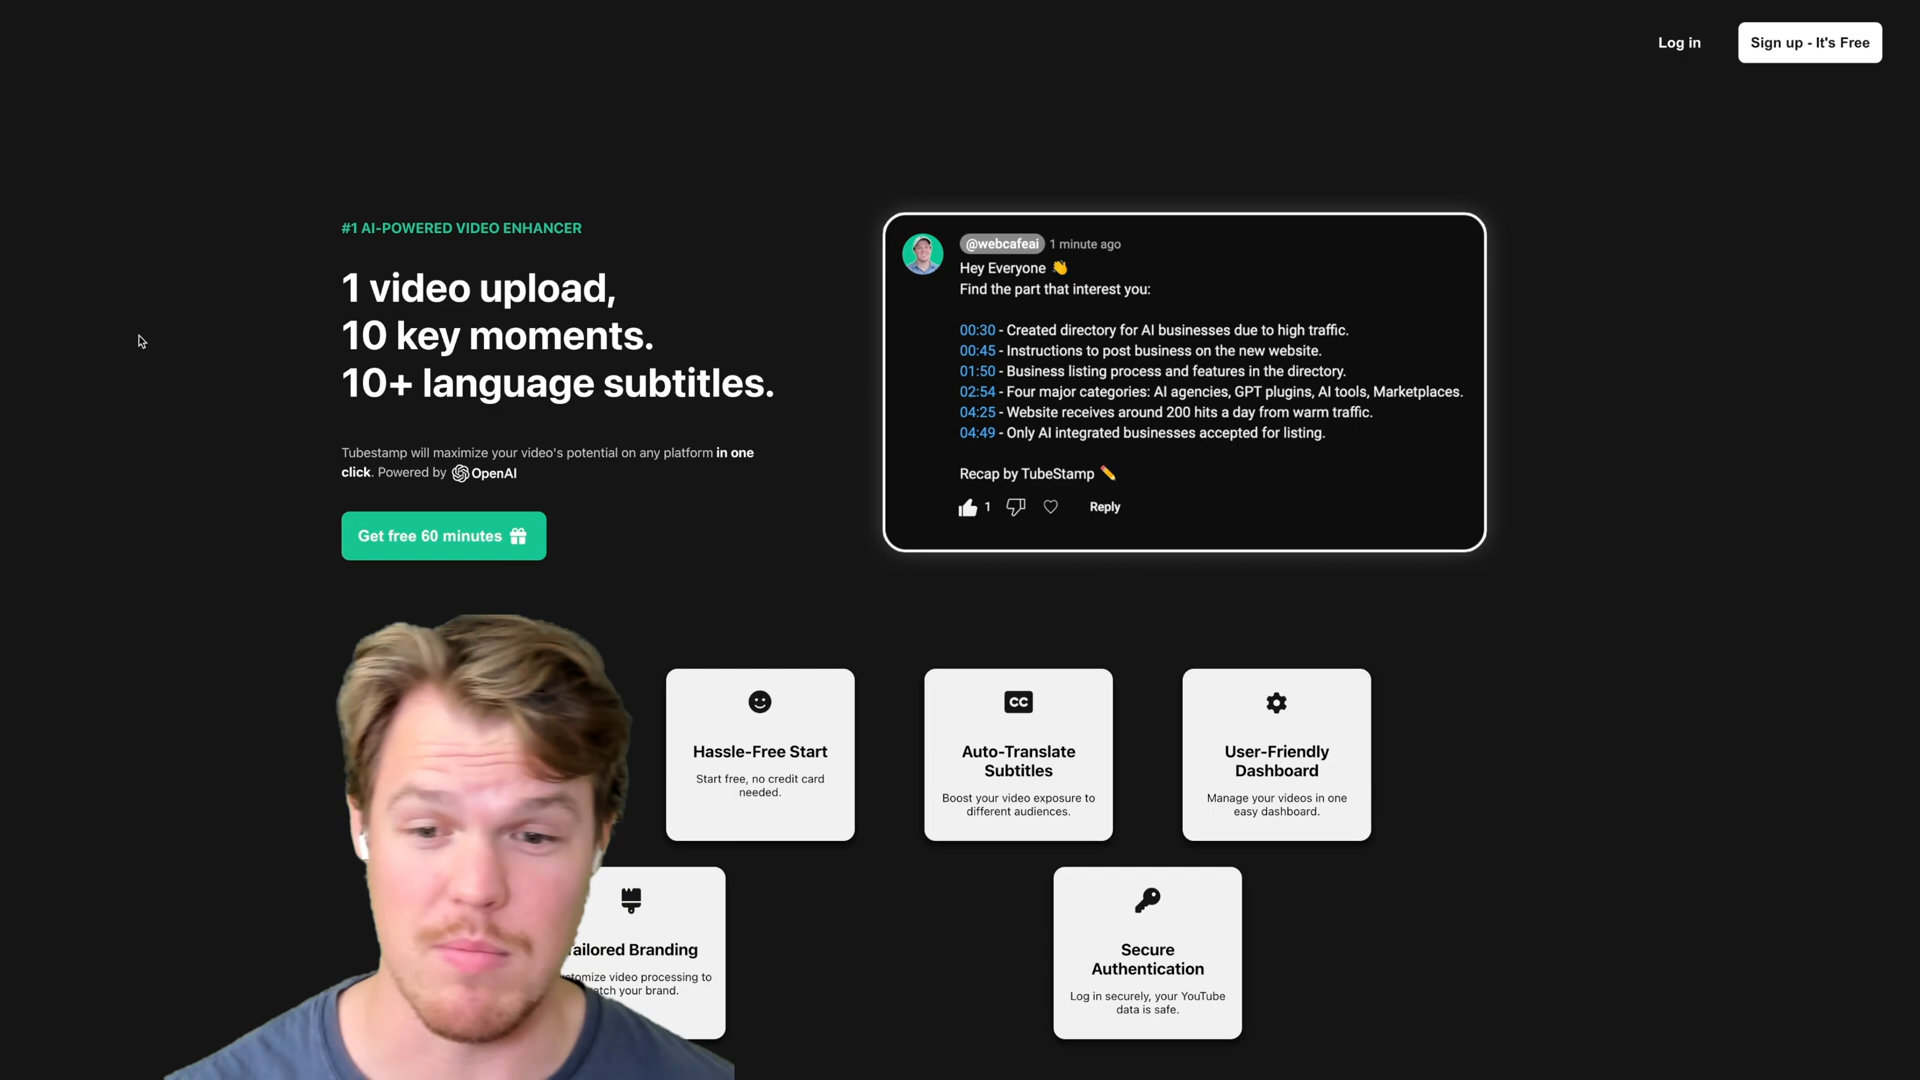 Log in
Sign up - It's Free
#1 AI-POWERED VIDEO ENHANCER
1 video upload,
10 key moments.
10+ language subtitles.
Tubestamp will maximize your video's potential on any platform in one
click. Powered by OpenAI
Get free 60 minutes
@webcafeai 1 minute ago
Hey Everyone 👋
Find the part that interest you:
00:30 - Created directory for AI businesses due to high traffic.
00:45 - Instructions to post business on the new website.
01:50 - Business listing process and features in the directory.
02:54 - Four major categories: AI agencies, GPT plugins, AI tools, Marketplaces.
04:25 - Website receives around 200 hits a day from warm traffic.
04:49 - Only AI integrated businesses accepted for listing.
Recap by TubeStamp ✏️
1
Reply
Hassle-Free Start
Start free, no credit card
needed.
CC
Auto-Translate
Subtitles
Boost your video exposure to
different audiences.
User-Friendly
Dashboard
Manage your videos in one
easy dashboard.
Branding
video processing to
your brand.
Secure
Authentication
Log in securely, your YouTube
data is safe.